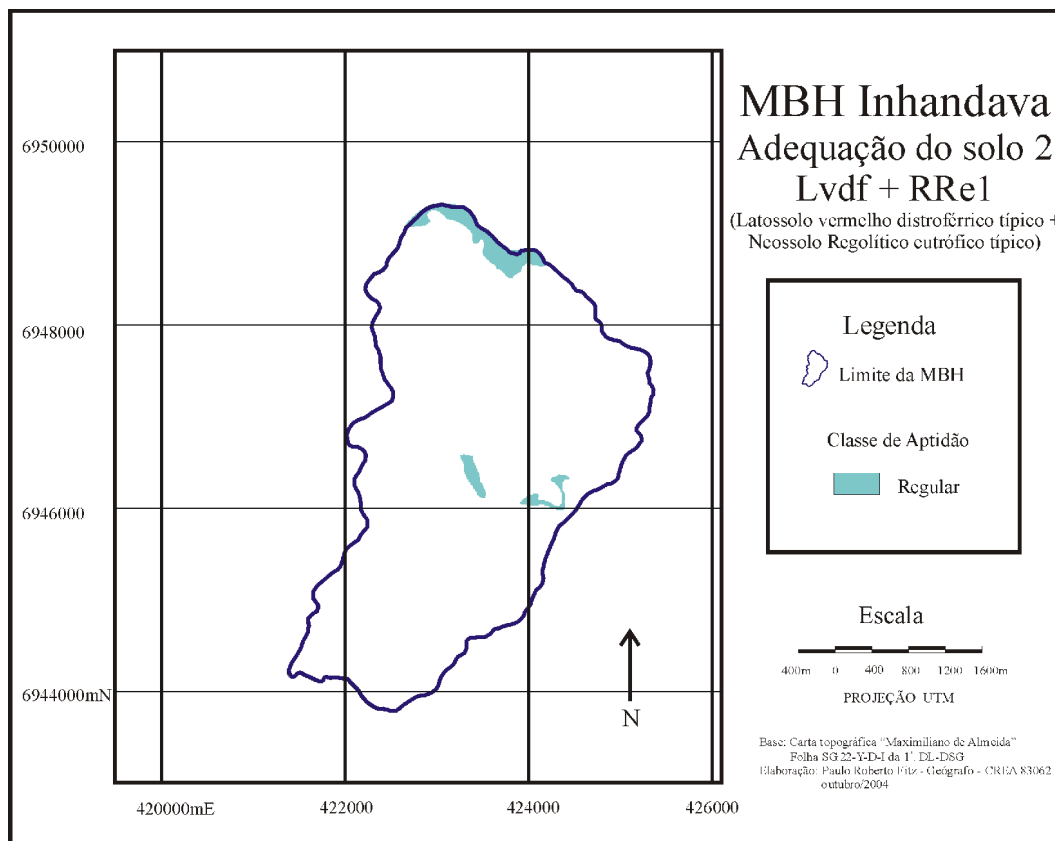 MBH Inhandava
Adequação do solo 2
Lvdf + RRe1
(Latossolo vermelho distroférrico típico +
Neossolo Regolítico eutrófico típico)
Legenda
Limite da MBH
Classe de Aptidão
Regular
Escala
400m 0 400 800 1200 1600m
PROJEÇÃO UTM
Base: Carta topográfica "Maximiliano de Almeida"
Folha SG 22-Y-D-I da 1ª. DL-DSG
Elaboração: Paulo Roberto Fitz - Geógrafo - CREA 83062
outubro/2004
6950000
6948000
6946000
6944000mN
420000mE 422000 424000 426000
N